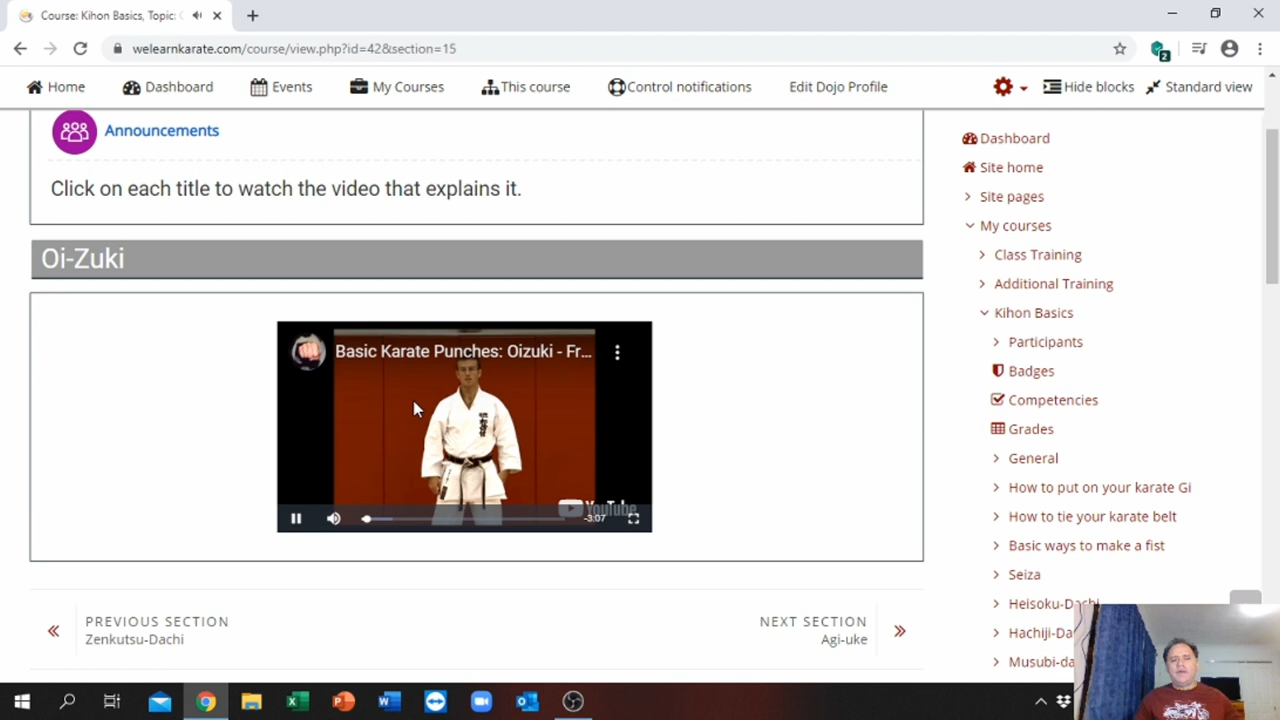 Course: Kihon Basics, Topic:
welearnkarate.com/course/view.php?id=42&section=15
2
Home Dashboard Events My Courses This course Control notifications Edit Dojo Profile Hide blocks Standard view
Announcements
Click on each title to watch the video that explains it.
Oi-Zuki
Basic Karate Punches: Oizuki - Fr...
YouTube
-3:07
PREVIOUS SECTION
Zenkutsu-Dachi
NEXT SECTION
Agi-uke
Dashboard
Site home
Site pages
My courses
Class Training
Additional Training
Kihon Basics
Participants
Badges
Competencies
Grades
General
How to put on your karate Gi
How to tie your karate belt
Basic ways to make a fist
Seiza
Heisoku-Dachi
Hachiji-Da
Musubi-da